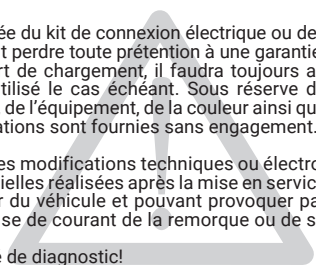 ée du kit de connexion électrique ou de
t perdre toute prétention à une garantie
rt de chargement, il faudra toujours a
utilisé le cas échéant. Sous réserve d
de l'équipement, de la couleur ainsi qu
ations sont fournies sans engagement.
es modifications techniques ou électro
ielles réalisées après la mise en servic
r du véhicule et pouvant provoquer pa
se de courant de la remorque ou de s
e de diagnostic!